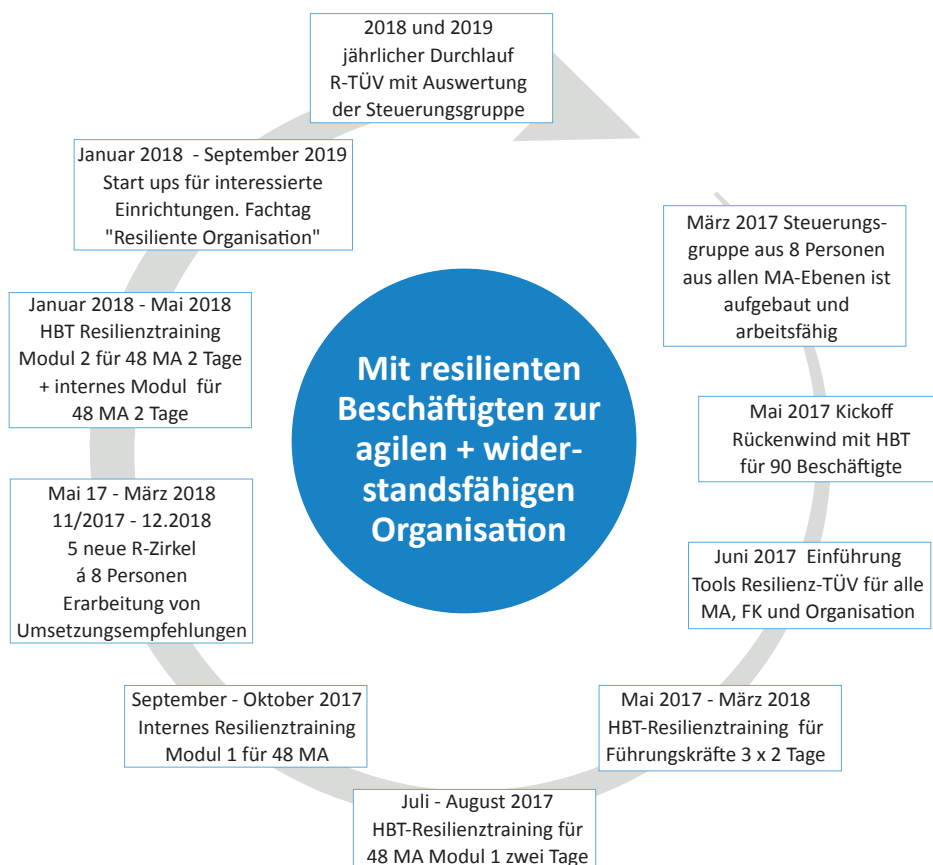 2018 und 2019
jährlicher Durchlauf
R-TÜV mit Auswertung
der Steuerungsgruppe
Januar 2018 - September 2019
Start ups für interessierte
Einrichtungen. Fachtag
"Resiliente Organisation"
März 2017 Steuerungs-
gruppe aus 8 Personen
aus allen MA-Ebenen ist
aufgebaut und
arbeitsfähig
Januar 2018 - Mai 2018
HBT Resilienztraining
Modul 2 für 48 MA 2 Tage
+ internes Modul für
48 MA 2 Tage
Mit resilienten
Beschäftigten zur
agilen + wider-
standsfähigen
Organisation
Mai 2017 Kickoff
Rückenwind mit HBT
für 90 Beschäftigte
Mai 17 - März 2018
11/2017 - 12.2018
5 neue R-Zirkel
á 8 Personen
Erarbeitung von
Umsetzungsempfehlungen
Juni 2017 Einführung
Tools Resilienz-TÜV für alle
MA, FK und Organisation
September - Oktober 2017
Internes Resilienztraining
Modul 1 für 48 MA
Mai 2017 - März 2018
HBT-Resilienztraining für
Führungskräfte 3 x 2 Tage
Juli - August 2017
HBT-Resilienztraining für
48 MA Modul 1 zwei Tage